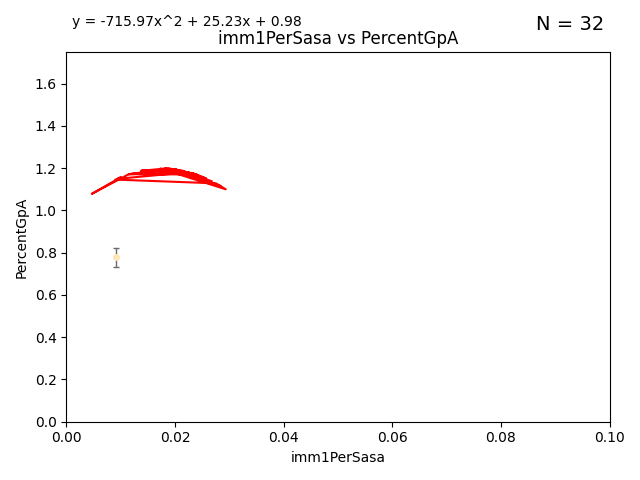 y = -715.97x^2 + 25.23x + 0.98
N = 32
imm1PerSasa vs PercentGpA
PercentGpA
1.6
1.4
1.2
1.0
0.8
0.6
0.4
0.2
0.0
0.00 0.02 0.04 0.06 0.08 0.10
imm1PerSasa